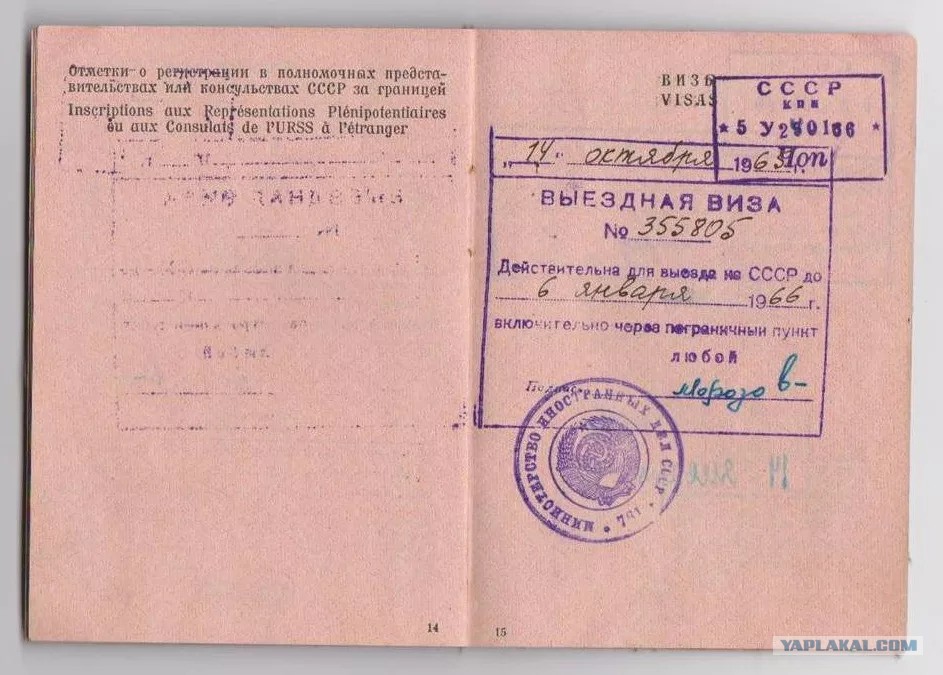 Отметки о регистрации в полномочных предста-
вительствах или консульствах СССР за границей
Inscriptions aux Représentations Plénipotentiaires
ou aux Consulats de l'URSS à l'étranger
14
ВИЗЫ
VISAS
СССР
КПП
"14" октября 1965 г.
ВЫЕЗДНАЯ ВИЗА
№ 355805
Действительна для выезда из СССР до
6 января 1966 г.
включительно через пограничный пункт
любой
Подпись
МИНИСТЕРСТВО ИНОСТРАННЫХ ДЕЛ СССР
15
YAPLAKAL.COM